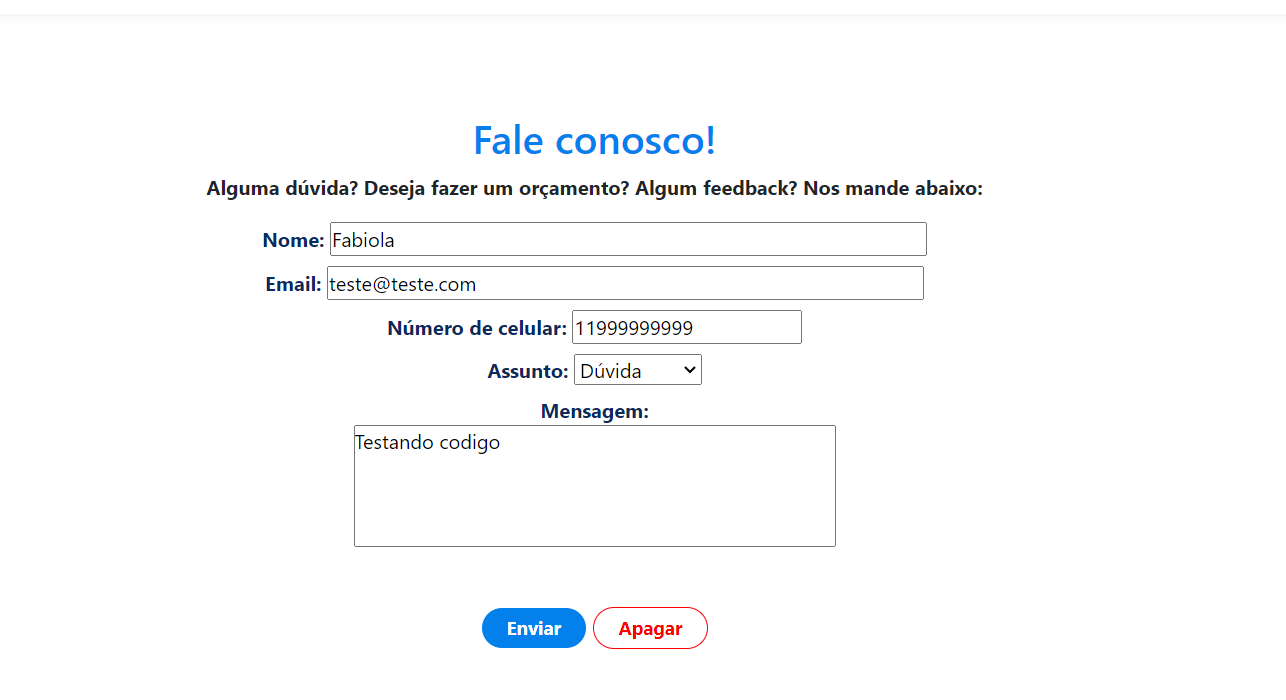 Fale conosco!
Alguma dúvida? Deseja fazer um orçamento? Algum feedback? Nos mande abaixo:
Nome: Fabiola
Email: teste@teste.com
Número de celular: 11999999999
Assunto: Dúvida
Mensagem:
Testando codigo
Enviar Apagar